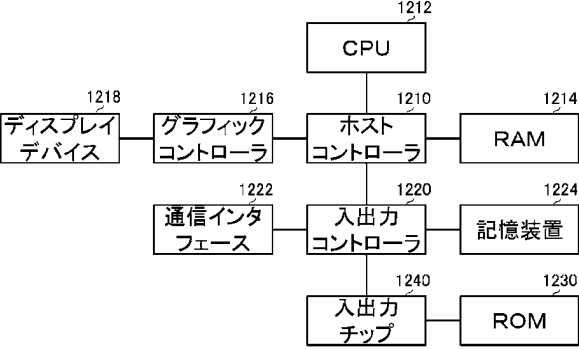 1212
CPU
1218
ディスプレイ
デバイス
1216
グラフィック
コントローラ
1210
ホスト
コントローラ
1214
RAM
1222
通信インタ
フェース
1220
入出力
コントローラ
1224
記憶装置
1240
入出力
チップ
1230
ROM